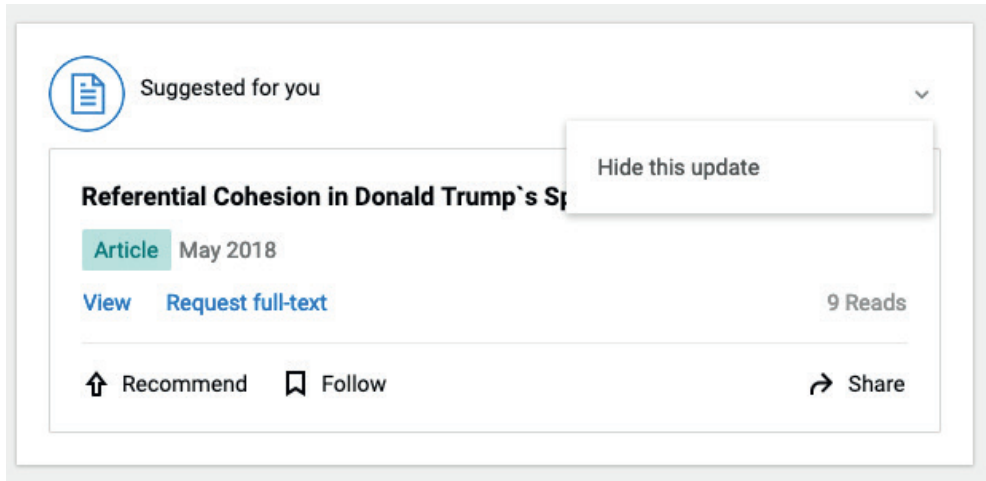 Suggested for you
Hide this update
Referential Cohesion in Donald Trump`s
Article May 2018
View Request full-text 9 Reads
Recommend Follow Share